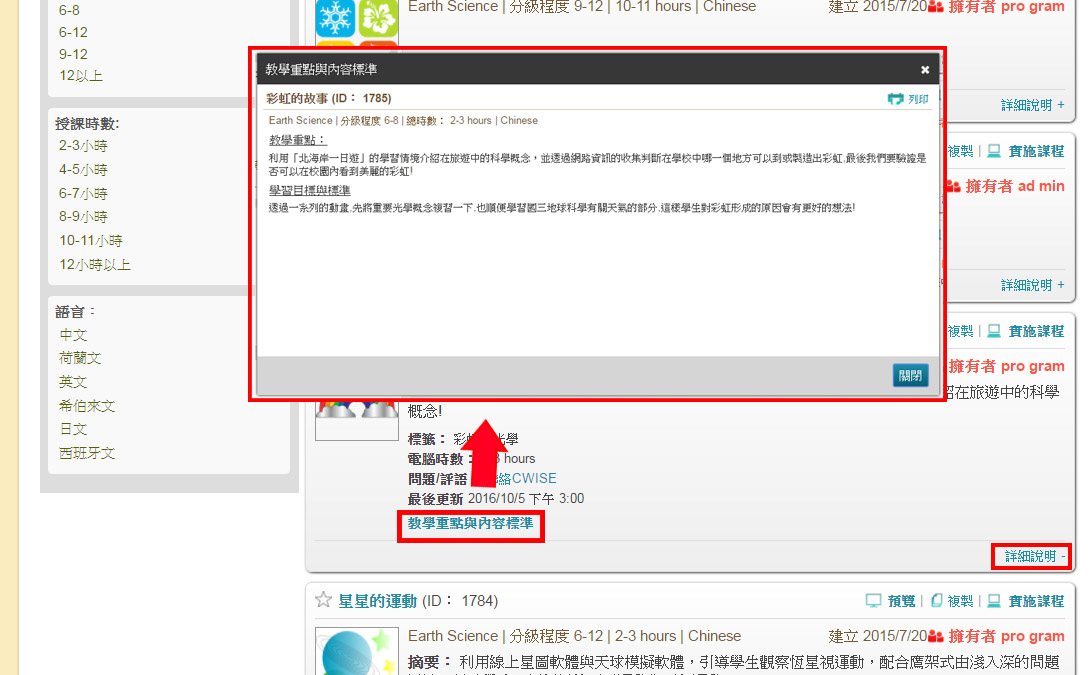 6-8
6-12
9-12
12以上
授課時數:
2-3小時
4-5小時
6-7小時
8-9小時
10-11小時
12小時以上
語言：
中文
荷蘭文
英文
希伯來文
日文
西班牙文
Earth Science | 分級程度 9-12 | 10-11 hours | Chinese
建立 2015/7/20 擁有者 pro gram
詳細說明 +
教學重點與內容標準
彩虹的故事 (ID： 1785)
列印
Earth Science | 分級程度 6-8 | 總時數： 2-3 hours | Chinese
教學重點：
利用「北海岸一日遊」的學習情境介紹在旅遊中的科學概念，並透過網路資訊的收集判斷在學校中哪一個地方可以到或製造出彩虹.最後我們要驗證是
否可以在校園內看到美麗的彩虹!
學習目標與標準
透過一系列的動畫.先將重要光學概念複習一下.也順便學習國三地球科學有關天氣的部分.這樣學生對彩虹形成的原因會有更好的想法!
關閉
複製 | 實施課程
擁有者 ad min
詳細說明 +
複製 | 實施課程
擁有者 pro gram
在旅遊中的科學
概念!
標籤： 彩 學
電腦時數： hours
問題/評語 絡CWISE
最後更新 2016/10/5 下午 3:00
教學重點與內容標準
詳細說明 -
星星的運動 (ID： 1784)
預覽 | 複製 | 實施課程
Earth Science | 分級程度 6-12 | 2-3 hours | Chinese
建立 2015/7/20 擁有者 pro gram
摘要： 利用線上星圖軟體與天球模擬軟體，引導學生觀察恆星視運動，配合鷹架式由淺入深的問題